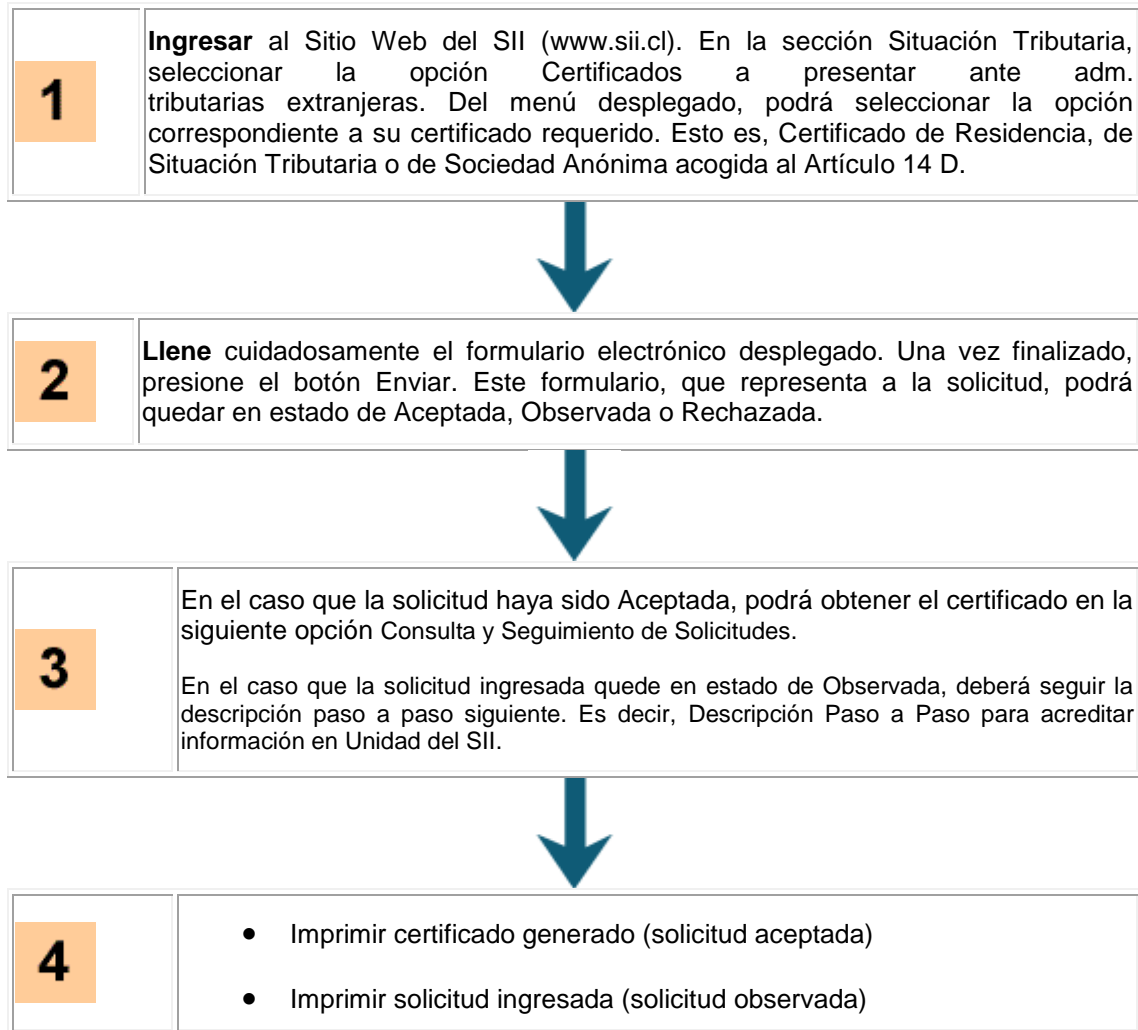 1
Ingresar al Sitio Web del SII (www.sii.cl). En la sección Situación Tributaria,
seleccionar la opción Certificados a presentar ante adm.
tributarias extranjeras. Del menú desplegado, podrá seleccionar la opción
correspondiente a su certificado requerido. Esto es, Certificado de Residencia, de
Situación Tributaria o de Sociedad Anónima acogida al Artículo 14 D.
2
Llene cuidadosamente el formulario electrónico desplegado. Una vez finalizado,
presione el botón Enviar. Este formulario, que representa a la solicitud, podrá
quedar en estado de Aceptada, Observada o Rechazada.
3
En el caso que la solicitud haya sido Aceptada, podrá obtener el certificado en la
siguiente opción Consulta y Seguimiento de Solicitudes.
En el caso que la solicitud ingresada quede en estado de Observada, deberá seguir la
descripción paso a paso siguiente. Es decir, Descripción Paso a Paso para acreditar
información en Unidad del SII.
4
• Imprimir certificado generado (solicitud aceptada)
• Imprimir solicitud ingresada (solicitud observada)